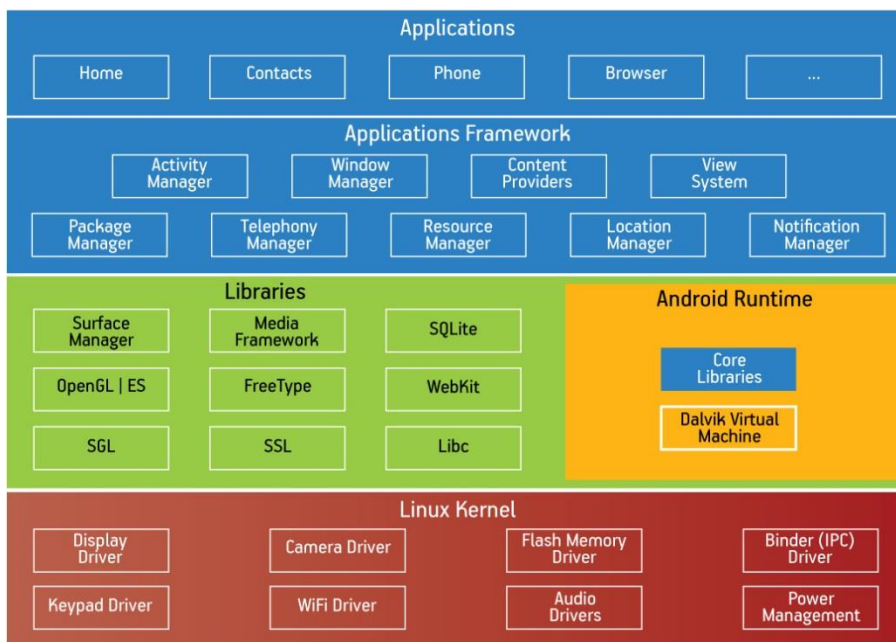 Applications
Home
Contacts
Phone
Browser
...
Applications Framework
Activity
Manager
Window
Manager
Content
Providers
View
System
Package
Manager
Telephony
Manager
Resource
Manager
Location
Manager
Notification
Manager
Libraries
Surface
Manager
Media
Framework
SQLite
OpenGL | ES
FreeType
WebKit
SGL
SSL
Libc
Android Runtime
Core
Libraries
Dalvik Virtual
Machine
Linux Kernel
Display
Driver
Camera Driver
Flash Memory
Driver
Binder (IPC)
Driver
Keypad Driver
WiFi Driver
Audio
Drivers
Power
Management